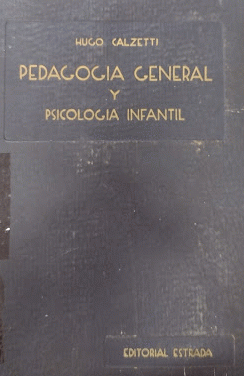 HUGO CALZETTI
PEDAGOGIA GENERAL
Y
PSICOLOGIA INFANTIL
EDITORIAL ESTRADA